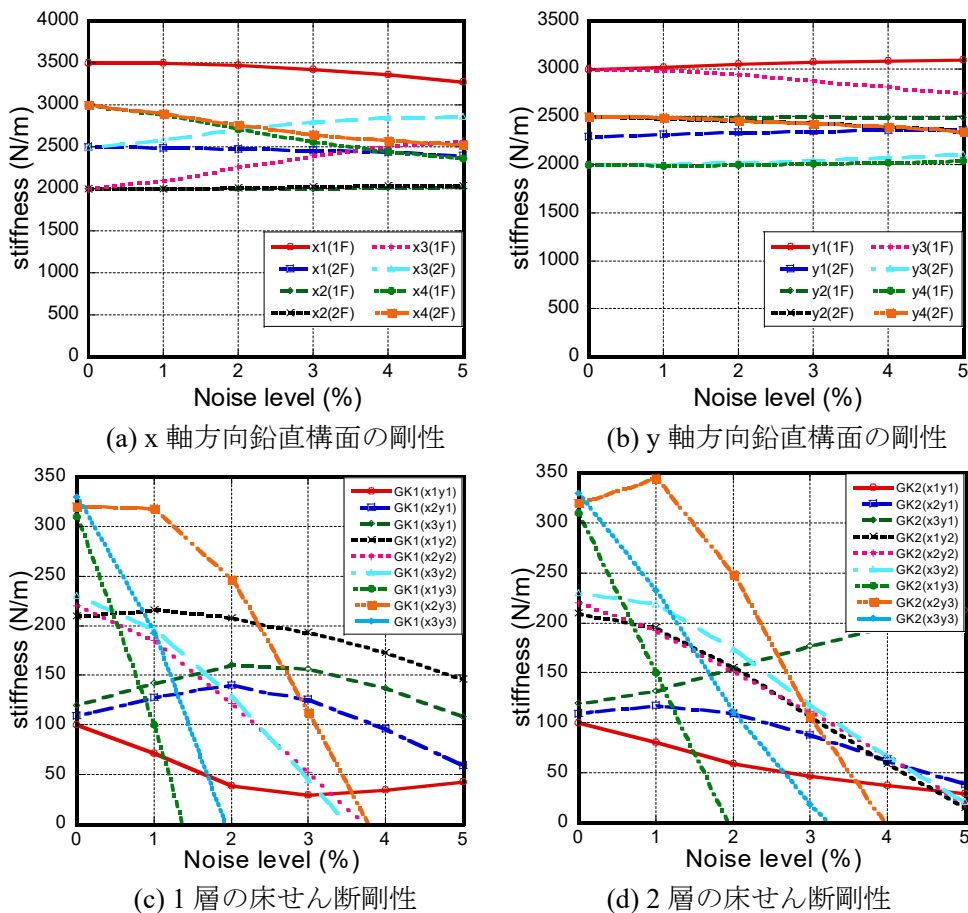 4000
3500
3000
2500
2000
1500
1000
500
0
stiffness (N/m)
x1(1F)
x1(2F)
x2(1F)
x2(2F)
x3(1F)
x3(2F)
x4(1F)
x4(2F)
0 1 2 3 4 5
Noise level (%)
(a) x 軸方向鉛直構面の剛性
3500
3000
2500
2000
1500
1000
500
0
stiffness (N/m)
y1(1F)
y1(2F)
y2(1F)
y2(2F)
y3(1F)
y3(2F)
y4(1F)
y4(2F)
0 1 2 3 4 5
Noise level (%)
(b) y 軸方向鉛直構面の剛性
350
300
250
200
150
100
50
0
stiffness (N/m)
GK1(x1y1)
GK1(x2y1)
GK1(x3y1)
GK1(x1y2)
GK1(x2y2)
GK1(x3y2)
GK1(x1y3)
GK1(x2y3)
GK1(x3y3)
0 1 2 3 4 5
Noise level (%)
(c) 1 層の床せん断剛性
350
300
250
200
150
100
50
0
stiffness (N/m)
GK2(x1y1)
GK2(x2y1)
GK2(x3y1)
GK2(x1y2)
GK2(x2y2)
GK2(x3y2)
GK2(x1y3)
GK2(x2y3)
GK2(x3y3)
0 1 2 3 4 5
Noise level (%)
(d) 2 層の床せん断剛性